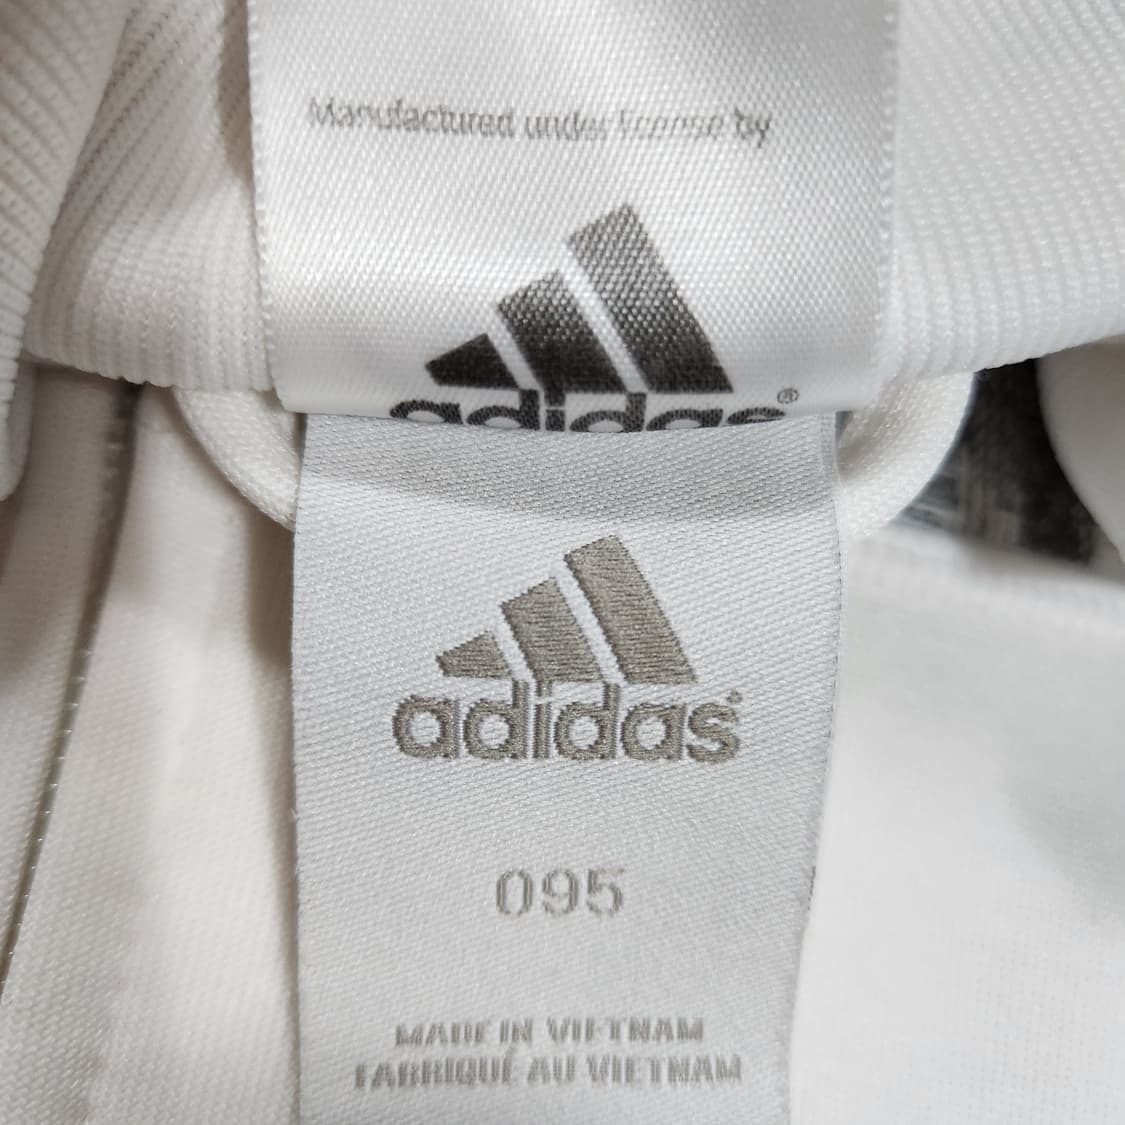 Manufactured under license by
adidas®
adidas
095
MADE IN VIETNAM
FABRIQUÉ AU VIETNAM